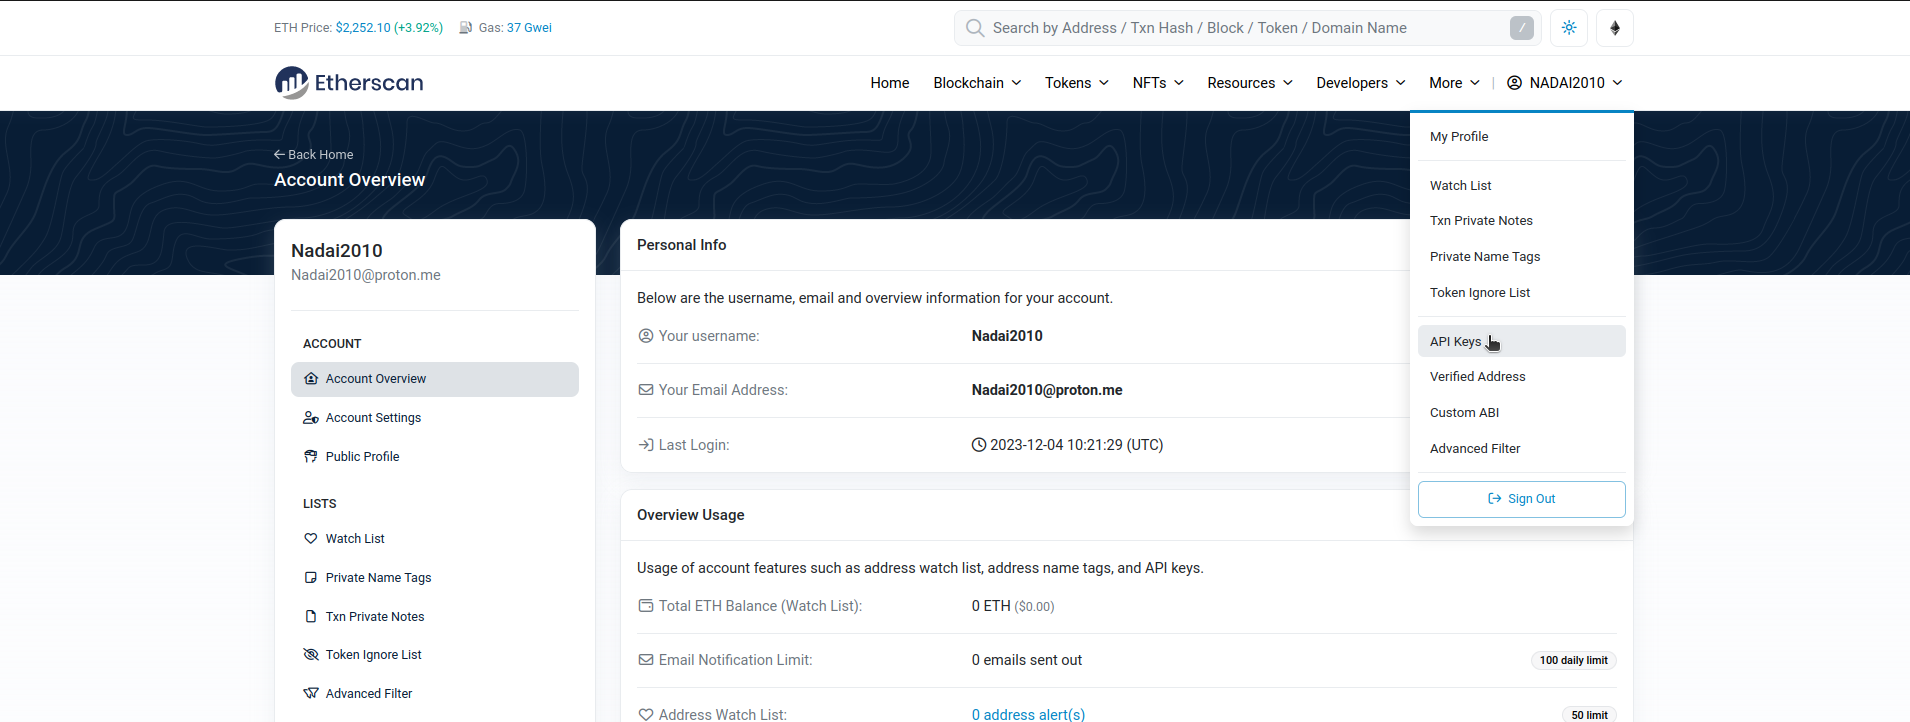 ETH Price: $2,252.10 (+3.92%) Gas: 37 Gwei
Search by Address / Txn Hash / Block / Token / Domain Name /
Etherscan
Home Blockchain Tokens NFTs Resources Developers More | NADAI2010
My Profile
Watch List
Txn Private Notes
Private Name Tags
Token Ignore List
API Keys
Verified Address
Custom ABI
Advanced Filter
Sign Out
Back Home
Account Overview
Nadai2010
Nadai2010@proton.me
ACCOUNT
Account Overview
Account Settings
Public Profile
LISTS
Watch List
Private Name Tags
Txn Private Notes
Token Ignore List
Advanced Filter
Personal Info
Below are the username, email and overview information for your account.
Your username: Nadai2010
Your Email Address: Nadai2010@proton.me
Last Login: 2023-12-04 10:21:29 (UTC)
Overview Usage
Usage of account features such as address watch list, address name tags, and API keys.
Total ETH Balance (Watch List): 0 ETH ($0.00)
Email Notification Limit: 0 emails sent out 100 daily limit
Address Watch List: 0 address alert(s) 50 limit